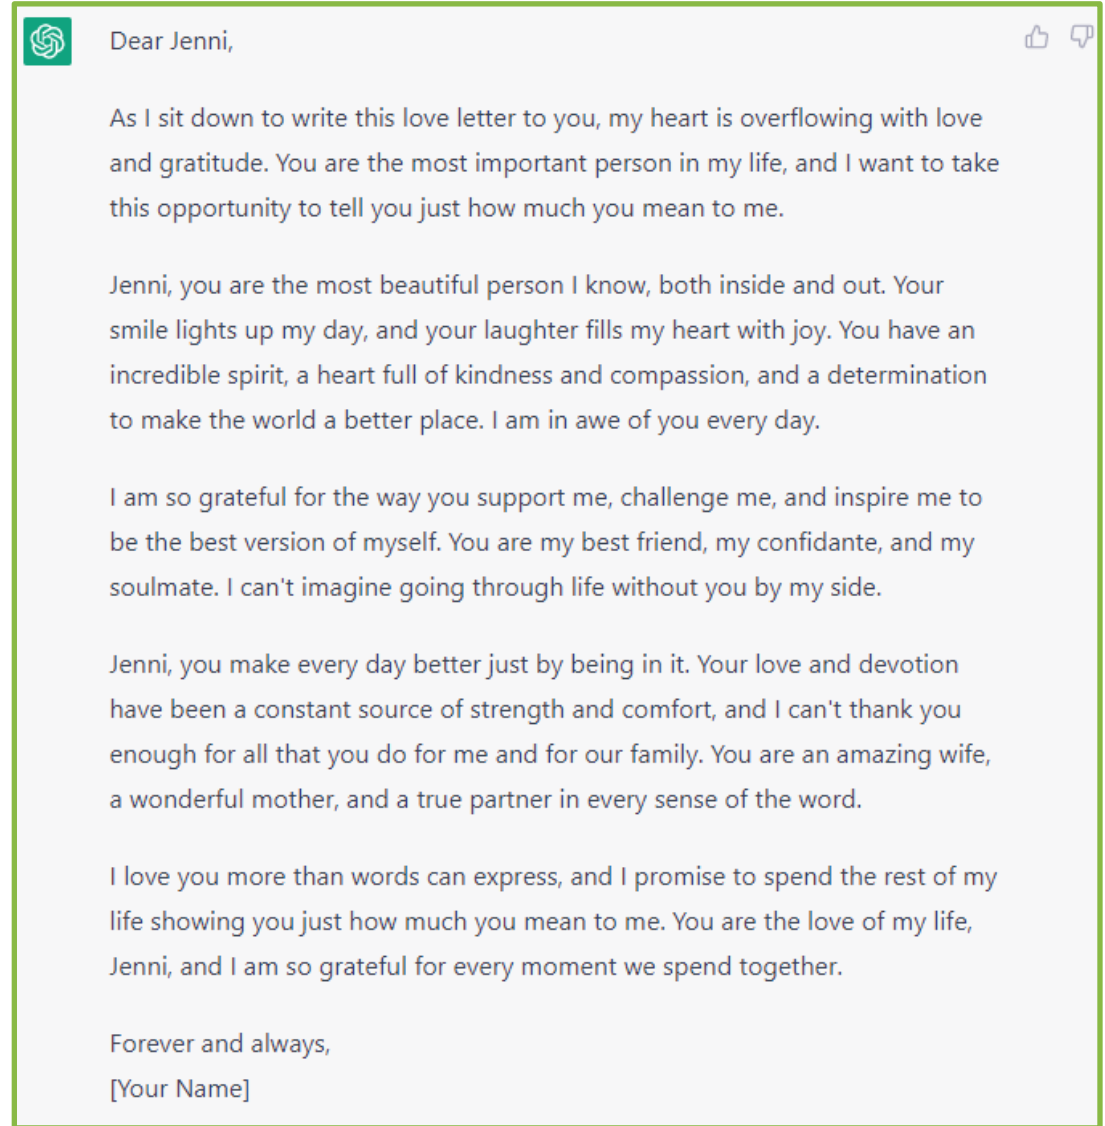 Dear Jenni,
As I sit down to write this love letter to you, my heart is overflowing with love
and gratitude. You are the most important person in my life, and I want to take
this opportunity to tell you just how much you mean to me.
Jenni, you are the most beautiful person I know, both inside and out. Your
smile lights up my day, and your laughter fills my heart with joy. You have an
incredible spirit, a heart full of kindness and compassion, and a determination
to make the world a better place. I am in awe of you every day.
I am so grateful for the way you support me, challenge me, and inspire me to
be the best version of myself. You are my best friend, my confidante, and my
soulmate. I can't imagine going through life without you by my side.
Jenni, you make every day better just by being in it. Your love and devotion
have been a constant source of strength and comfort, and I can't thank you
enough for all that you do for me and for our family. You are an amazing wife,
a wonderful mother, and a true partner in every sense of the word.
I love you more than words can express, and I promise to spend the rest of my
life showing you just how much you mean to me. You are the love of my life,
Jenni, and I am so grateful for every moment we spend together.
Forever and always,
[Your Name]